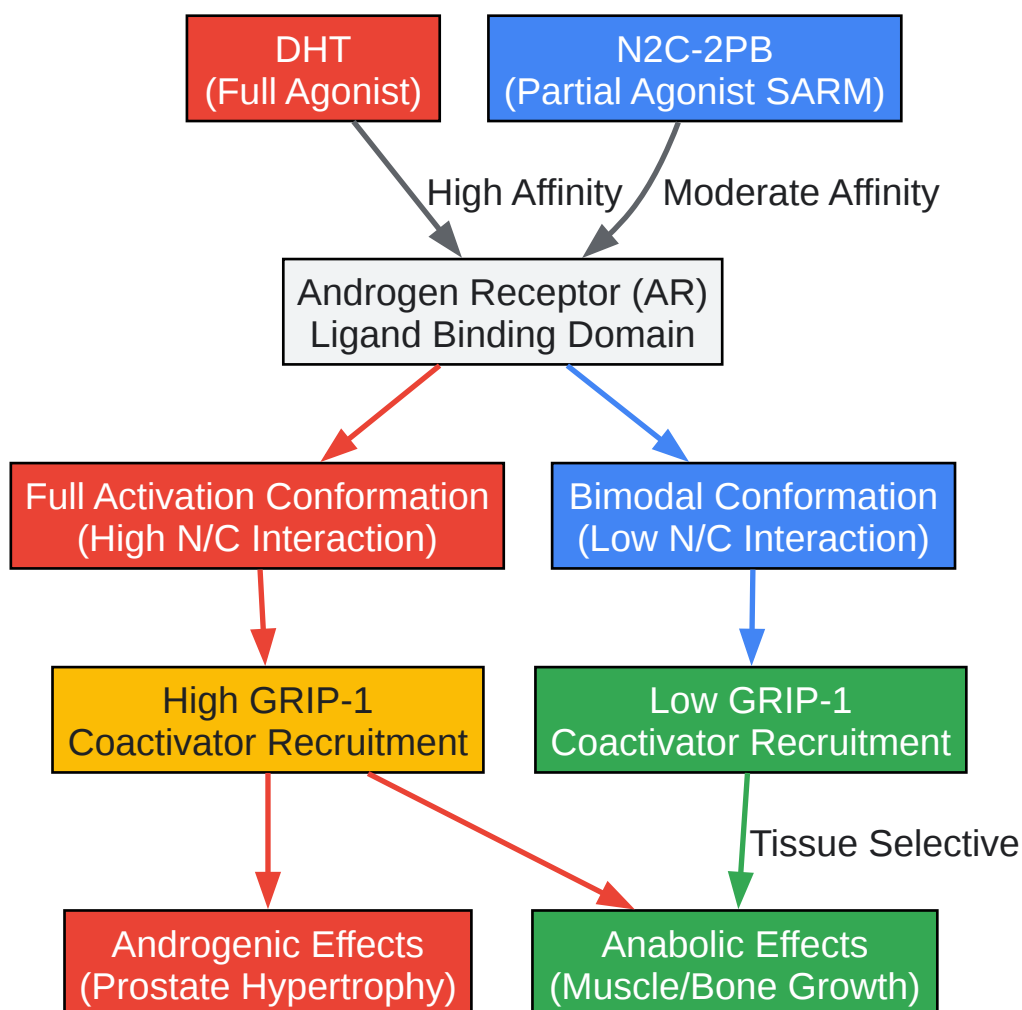 DHT
(Full Agonist)
N2C-2PB
(Partial Agonist SARM)
High Affinity
Moderate Affinity
Androgen Receptor (AR)
Ligand Binding Domain
Full Activation Conformation
(High N/C Interaction)
Bimodal Conformation
(Low N/C Interaction)
High GRIP-1
Coactivator Recruitment
Low GRIP-1
Coactivator Recruitment
Tissue Selective
Androgenic Effects
(Prostate Hypertrophy)
Anabolic Effects
(Muscle/Bone Growth)